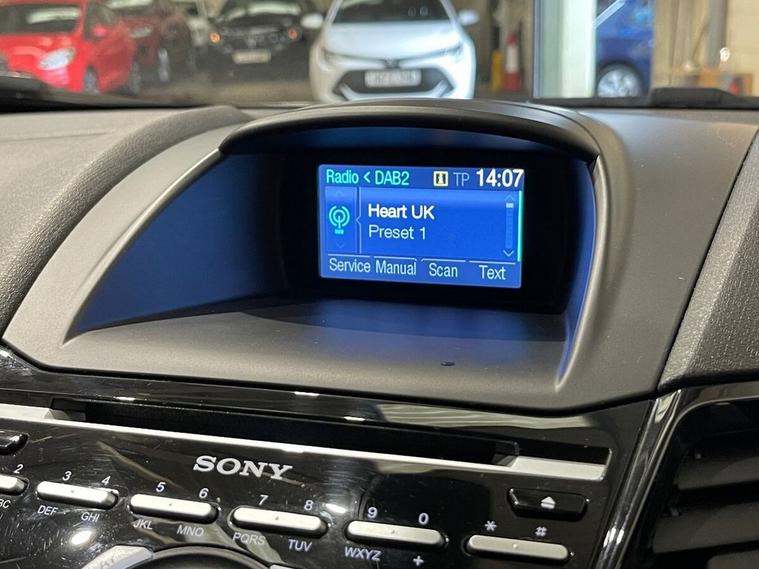 Radio < DAB2 i TP 14:07
Heart UK
Preset 1
Service Manual Scan Text
SONY
2 3 4 5 6 7 8 9 0 * #
DEF GHI JKL MNO PQRS TUV WXYZ +